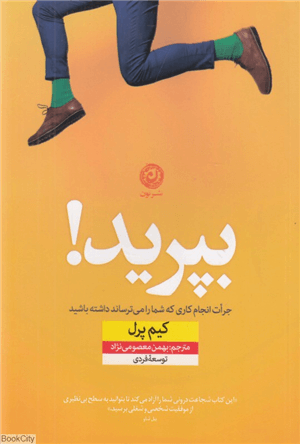 نشر نون
بپرید!
جرأت انجام کاری که شما را می‌ترساند داشته باشید
کیم پرل
مترجم: بهمن معصومی‌نژاد
توسعهٔ فردی
«این کتاب شجاعت درونی شما را آزاد می‌کند تا بتوانید به سطح بی‌نظیری
از موفقیت شخصی و شغلی برسید.»
BookCity